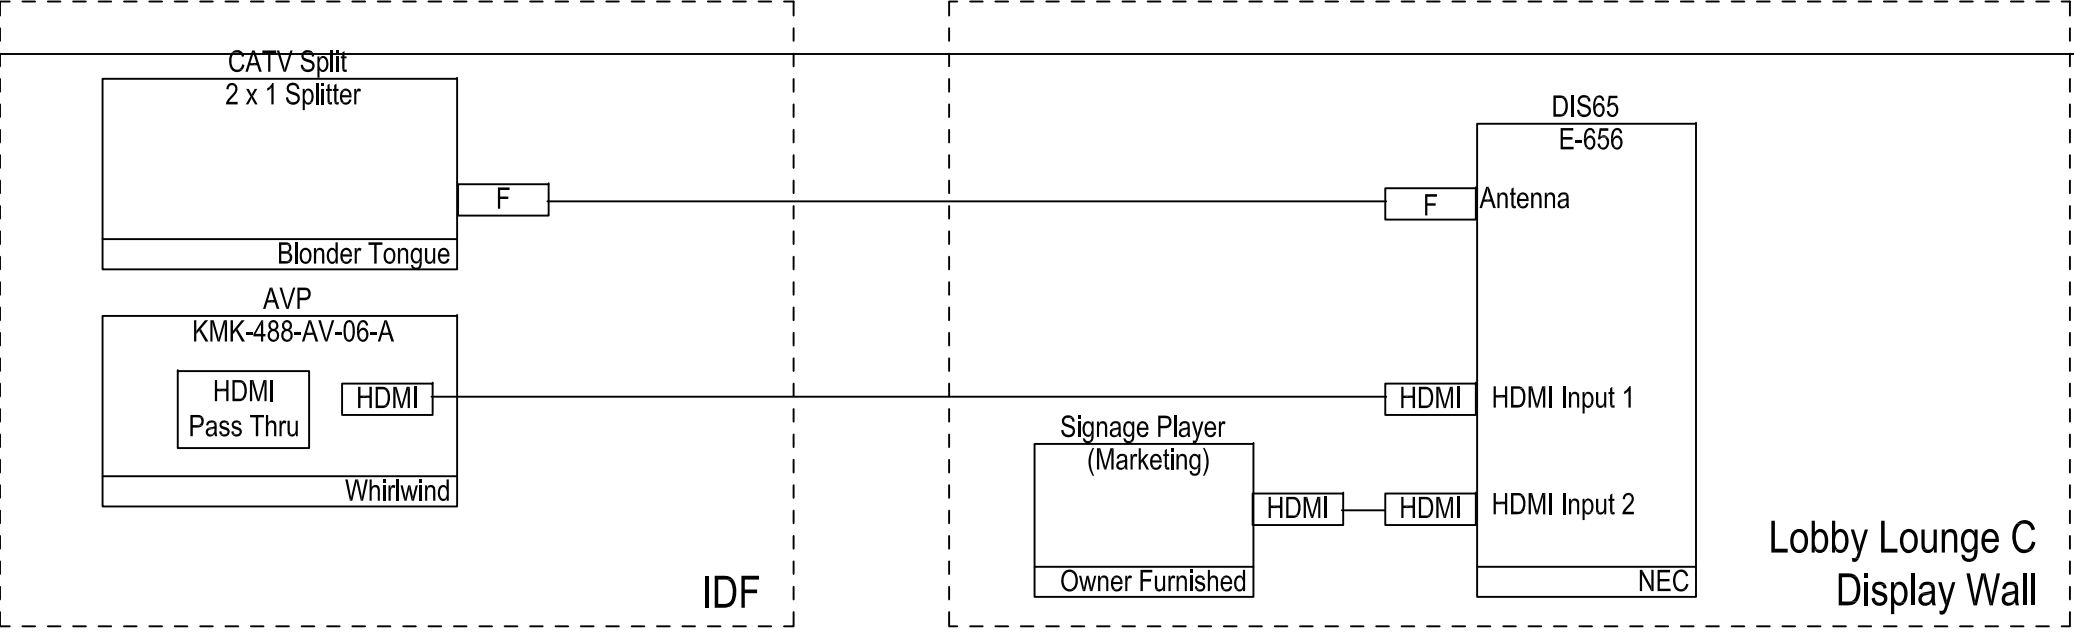 CATV Split
2 x 1 Splitter
F
Blonder Tongue
AVP
KMK-488-AV-06-A
HDMI
Pass Thru
HDMI
Whirlwind
IDF
DIS65
E-656
F
Antenna
HDMI
HDMI Input 1
Signage Player
(Marketing)
HDMI
HDMI
HDMI Input 2
Owner Furnished
NEC
Lobby Lounge C
Display Wall